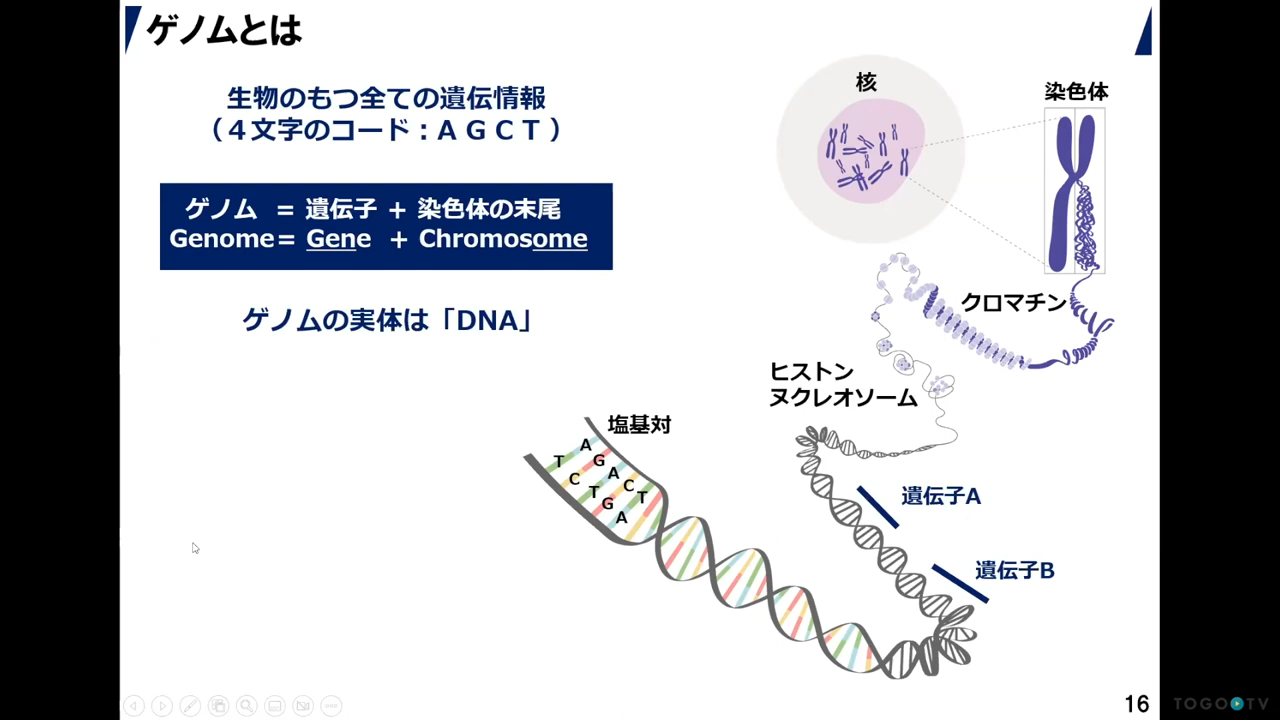 ゲノムとは
生物のもつ全ての遺伝情報
（４文字のコード：ＡＧＣＴ）
ゲノム = 遺伝子 + 染色体の末尾
Genome= Gene + Chromosome
ゲノムの実体は「DNA」
核
染色体
クロマチン
ヒストン
ヌクレオソーム
塩基対
A
T
G
C
A
T
C
G
T
A
遺伝子A
遺伝子B
16
TOGO TV